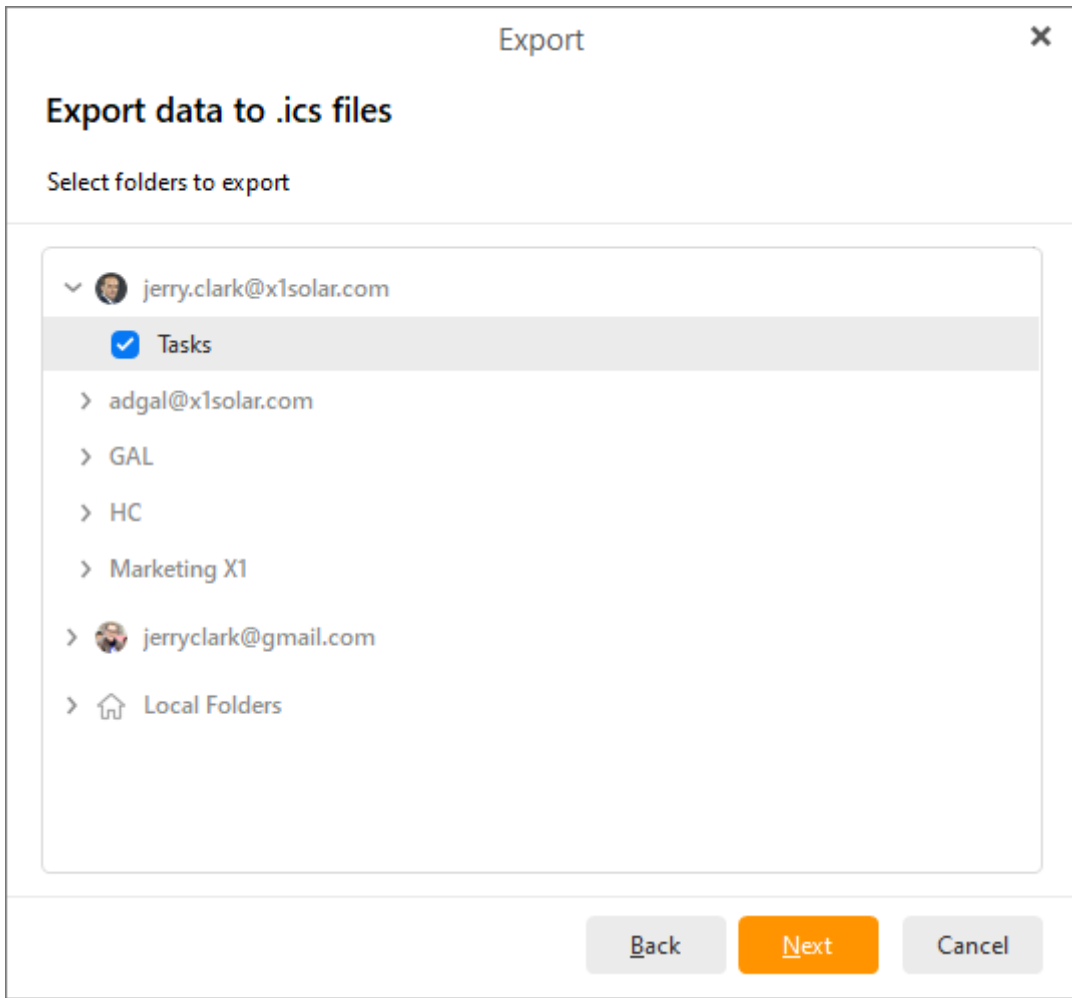 Export
Export data to .ics files
Select folders to export
jerry.clark@x1solar.com
Tasks
adgal@x1solar.com
GAL
HC
Marketing X1
jerryclark@gmail.com
Local Folders
Back Next Cancel